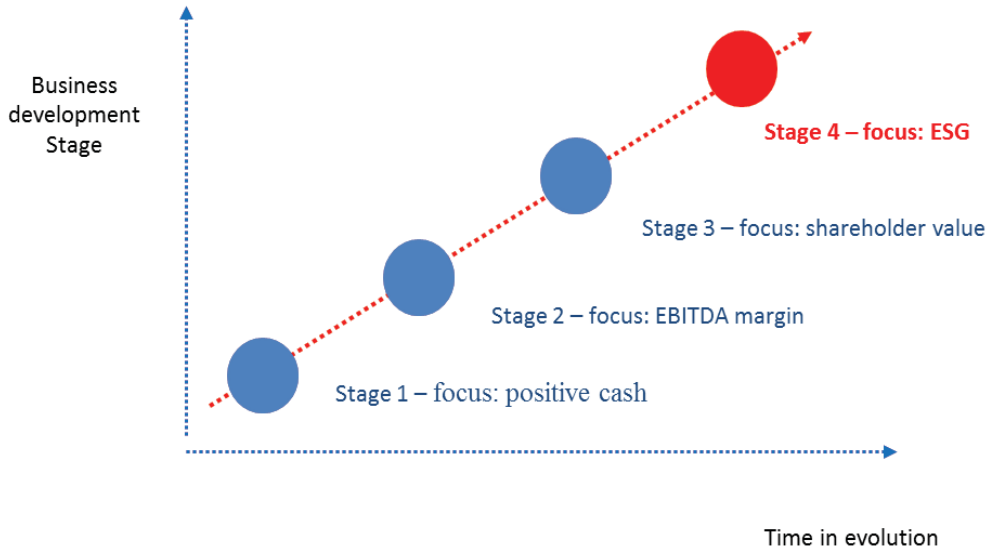 Business
development
Stage
Stage 4 – focus: ESG
Stage 3 – focus: shareholder value
Stage 2 – focus: EBITDA margin
Stage 1 – focus: positive cash
Time in evolution